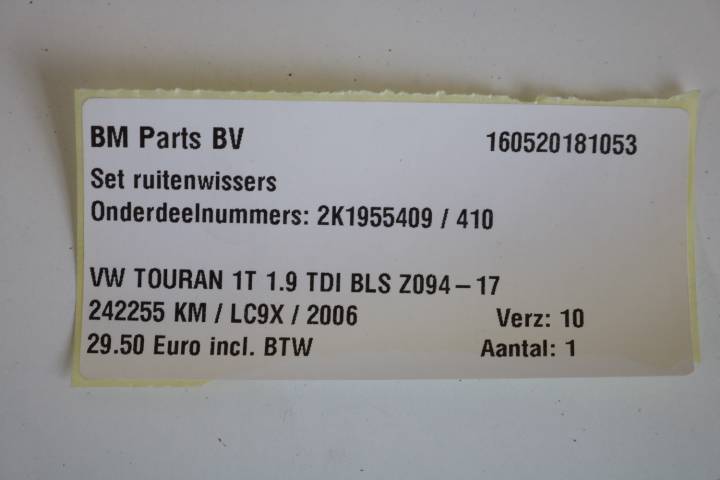 BM Parts BV 160520181053
Set ruitenwissers
Onderdeelnummers: 2K1955409 / 410
VW TOURAN 1T 1.9 TDI BLS Z094-17
242255 KM / LC9X / 2006 Verz: 10
29.50 Euro incl. BTW Aantal: 1